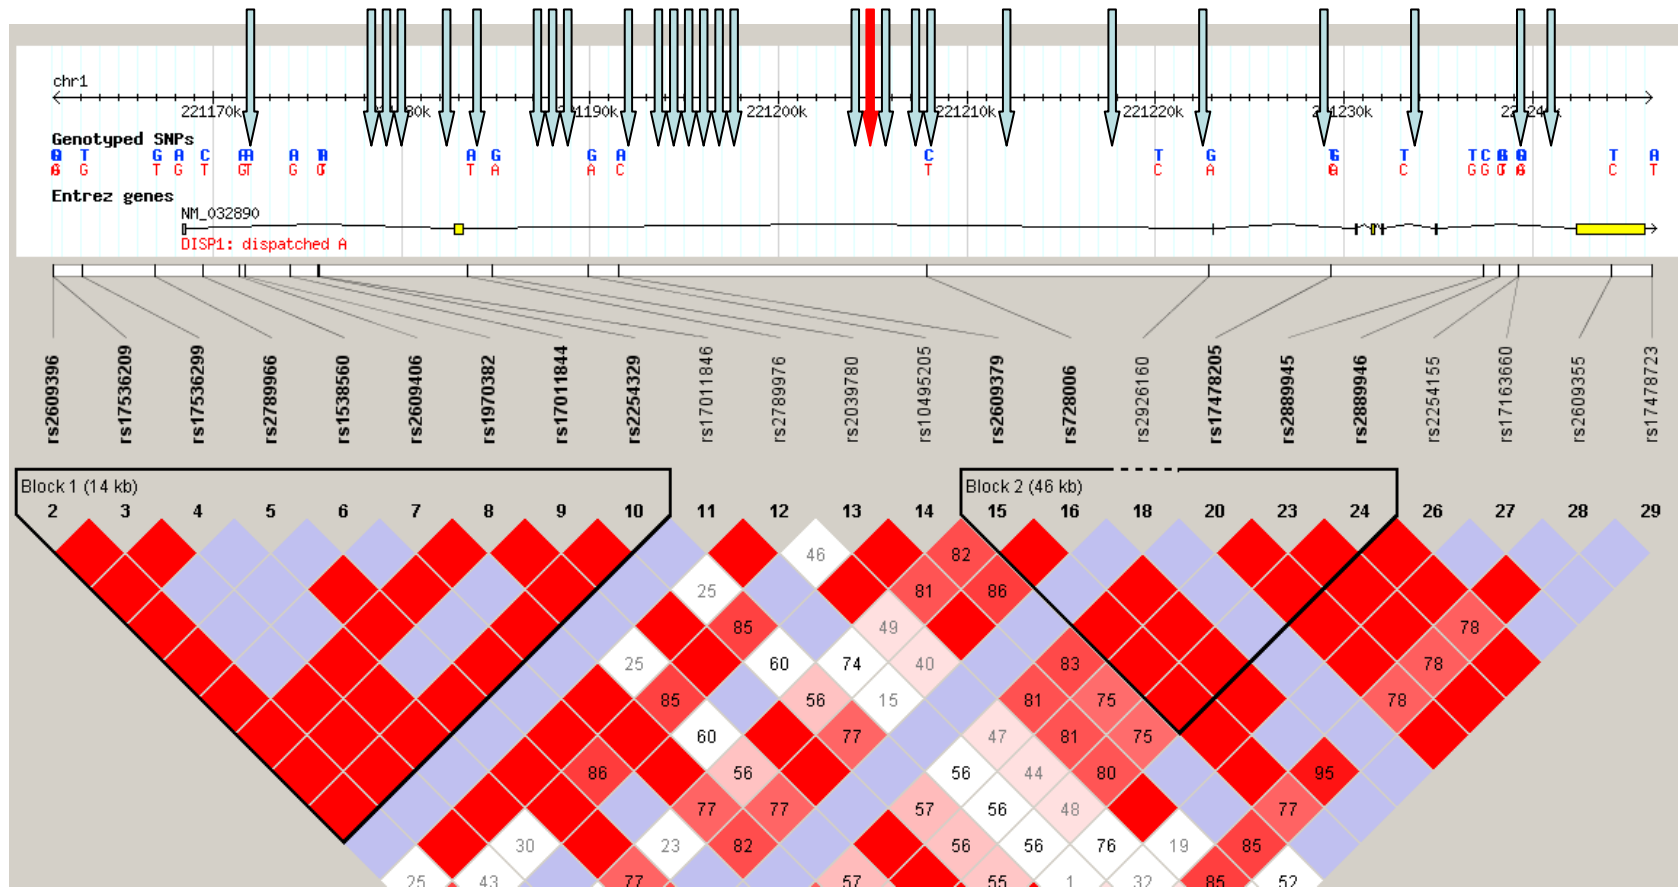 chr1
221170k 80k 190k 221200k 221210k 221220k 221230k 24
Genotyped SNPs
T G A C A A A G G A C T G T T C T A
G T G T G T G T A A C T C A C G G C T
Entrez genes
NM_032890
DISP1: dispatched A
rs2609396 rs17536209 rs17536299 rs2789966 rs1538560 rs2609406 rs1970382 rs17011844 rs2254329 rs17011846 rs2789976 rs2039780 rs10495205 rs2609379 rs728006 rs2926160 rs17478205 rs2889945 rs2889946 rs2254155 rs17163660 rs2609355 rs17478723
Block 1 (14 kb) Block 2 (46 kb)
2 3 4 5 6 7 8 9 10 11 12 13 14 15 16 18 20 23 24 26 27 28 29
46 82
25 81 86
85 49 78
25 60 74 40 83 78
85 56 15 81 75 78
60 77 47 81 75
86 56 56 44 80 95
77 77 57 56 48 77
30 23 82 56 56 76 19 85
25 43 77 57 55 1 32 85 52